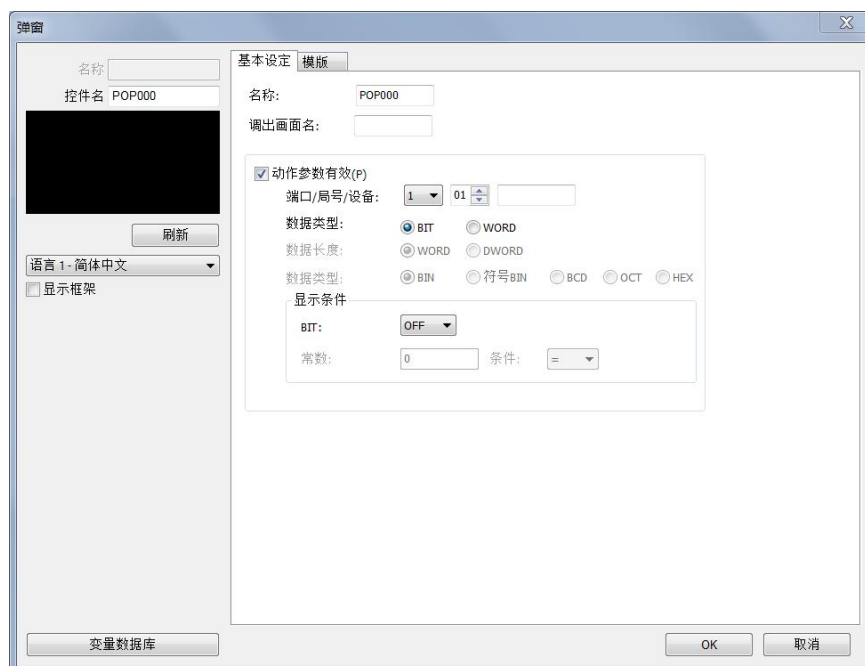 弹窗
名称
控件名 POP000
刷新
语言 1 - 简体中文
显示框架
变量数据库
基本设定 模版
名称: POP000
调出画面名:
动作参数有效(P)
端口/局号/设备: 1 01
数据类型: BIT WORD
数据长度: WORD DWORD
数据类型: BIN 符号BIN BCD OCT HEX
显示条件
BIT: OFF
常数: 0 条件: =
OK 取消